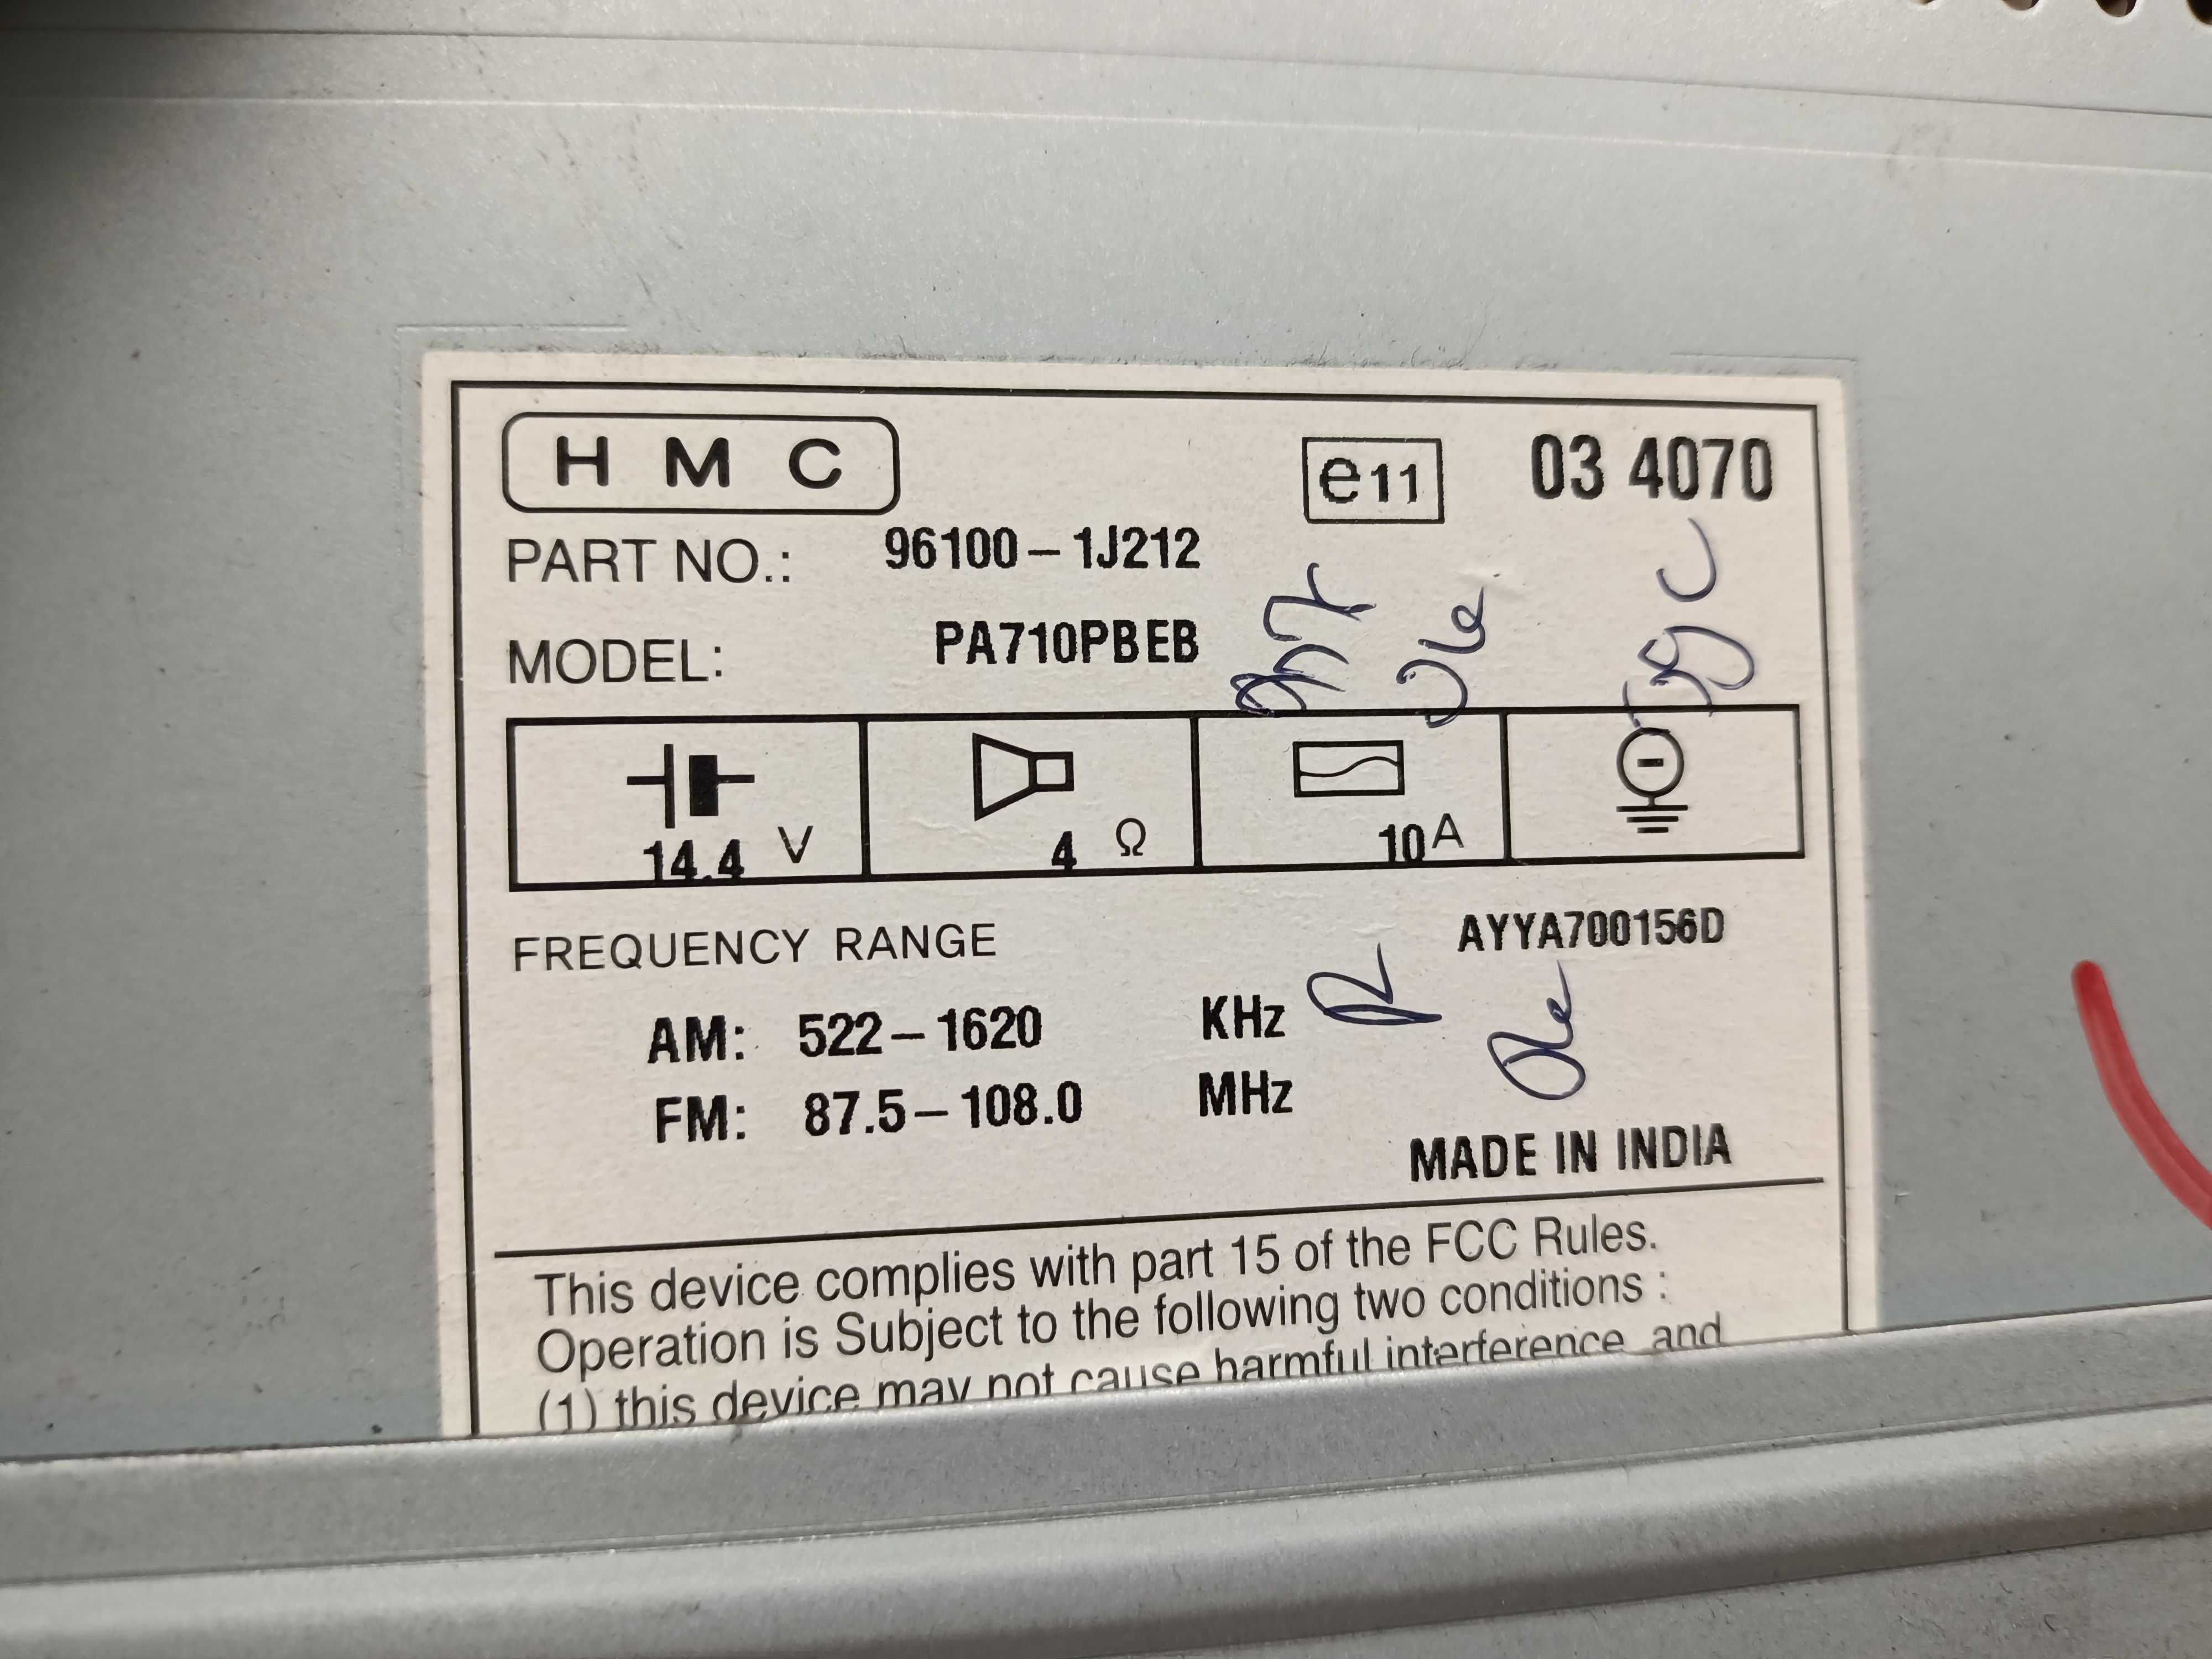 HMC e11 03 4070
PART NO.: 96100-1J212
MODEL: PA710PBEB
14.4 V 4 Ω 10 A
FREQUENCY RANGE AYYA700156D
AM: 522-1620 KHz
FM: 87.5-108.0 MHz
MADE IN INDIA
This device complies with part 15 of the FCC Rules.
Operation is Subject to the following two conditions :
(1) this device may not cause harmful interference and